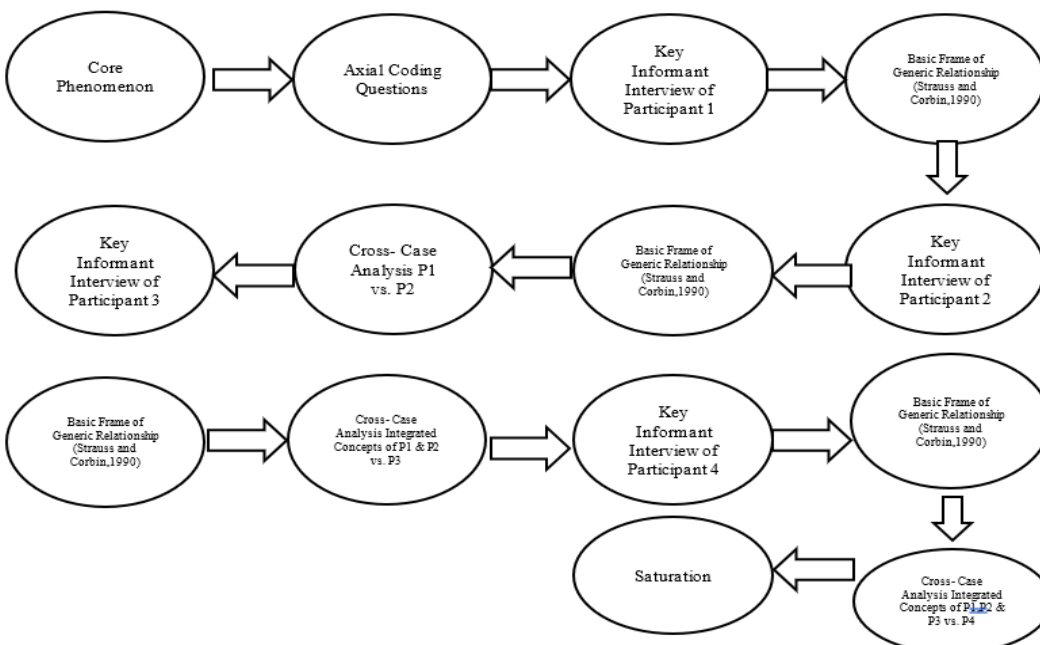 Core
Phenomenon
Axial Coding
Questions
Key
Informant
Interview of
Participant 1
Basic Frame of
Generic Relationship
(Strauss and
Corbin,1990)
Key
Informant
Interview of
Participant 2
Basic Frame of
Generic Relationship
(Strauss and
Corbin,1990)
Cross- Case
Analysis P1
vs. P2
Key
Informant
Interview of
Participant 3
Basic Frame of
Generic Relationship
(Strauss and
Corbin,1990)
Cross- Case
Analysis Integrated
Concepts of P1 & P2
vs. P3
Key
Informant
Interview of
Participant 4
Basic Frame of
Generic Relationship
(Strauss and
Corbin,1990)
Cross- Case
Analysis Integrated
Concepts of P1,P2 &
P3 vs. P4
Saturation